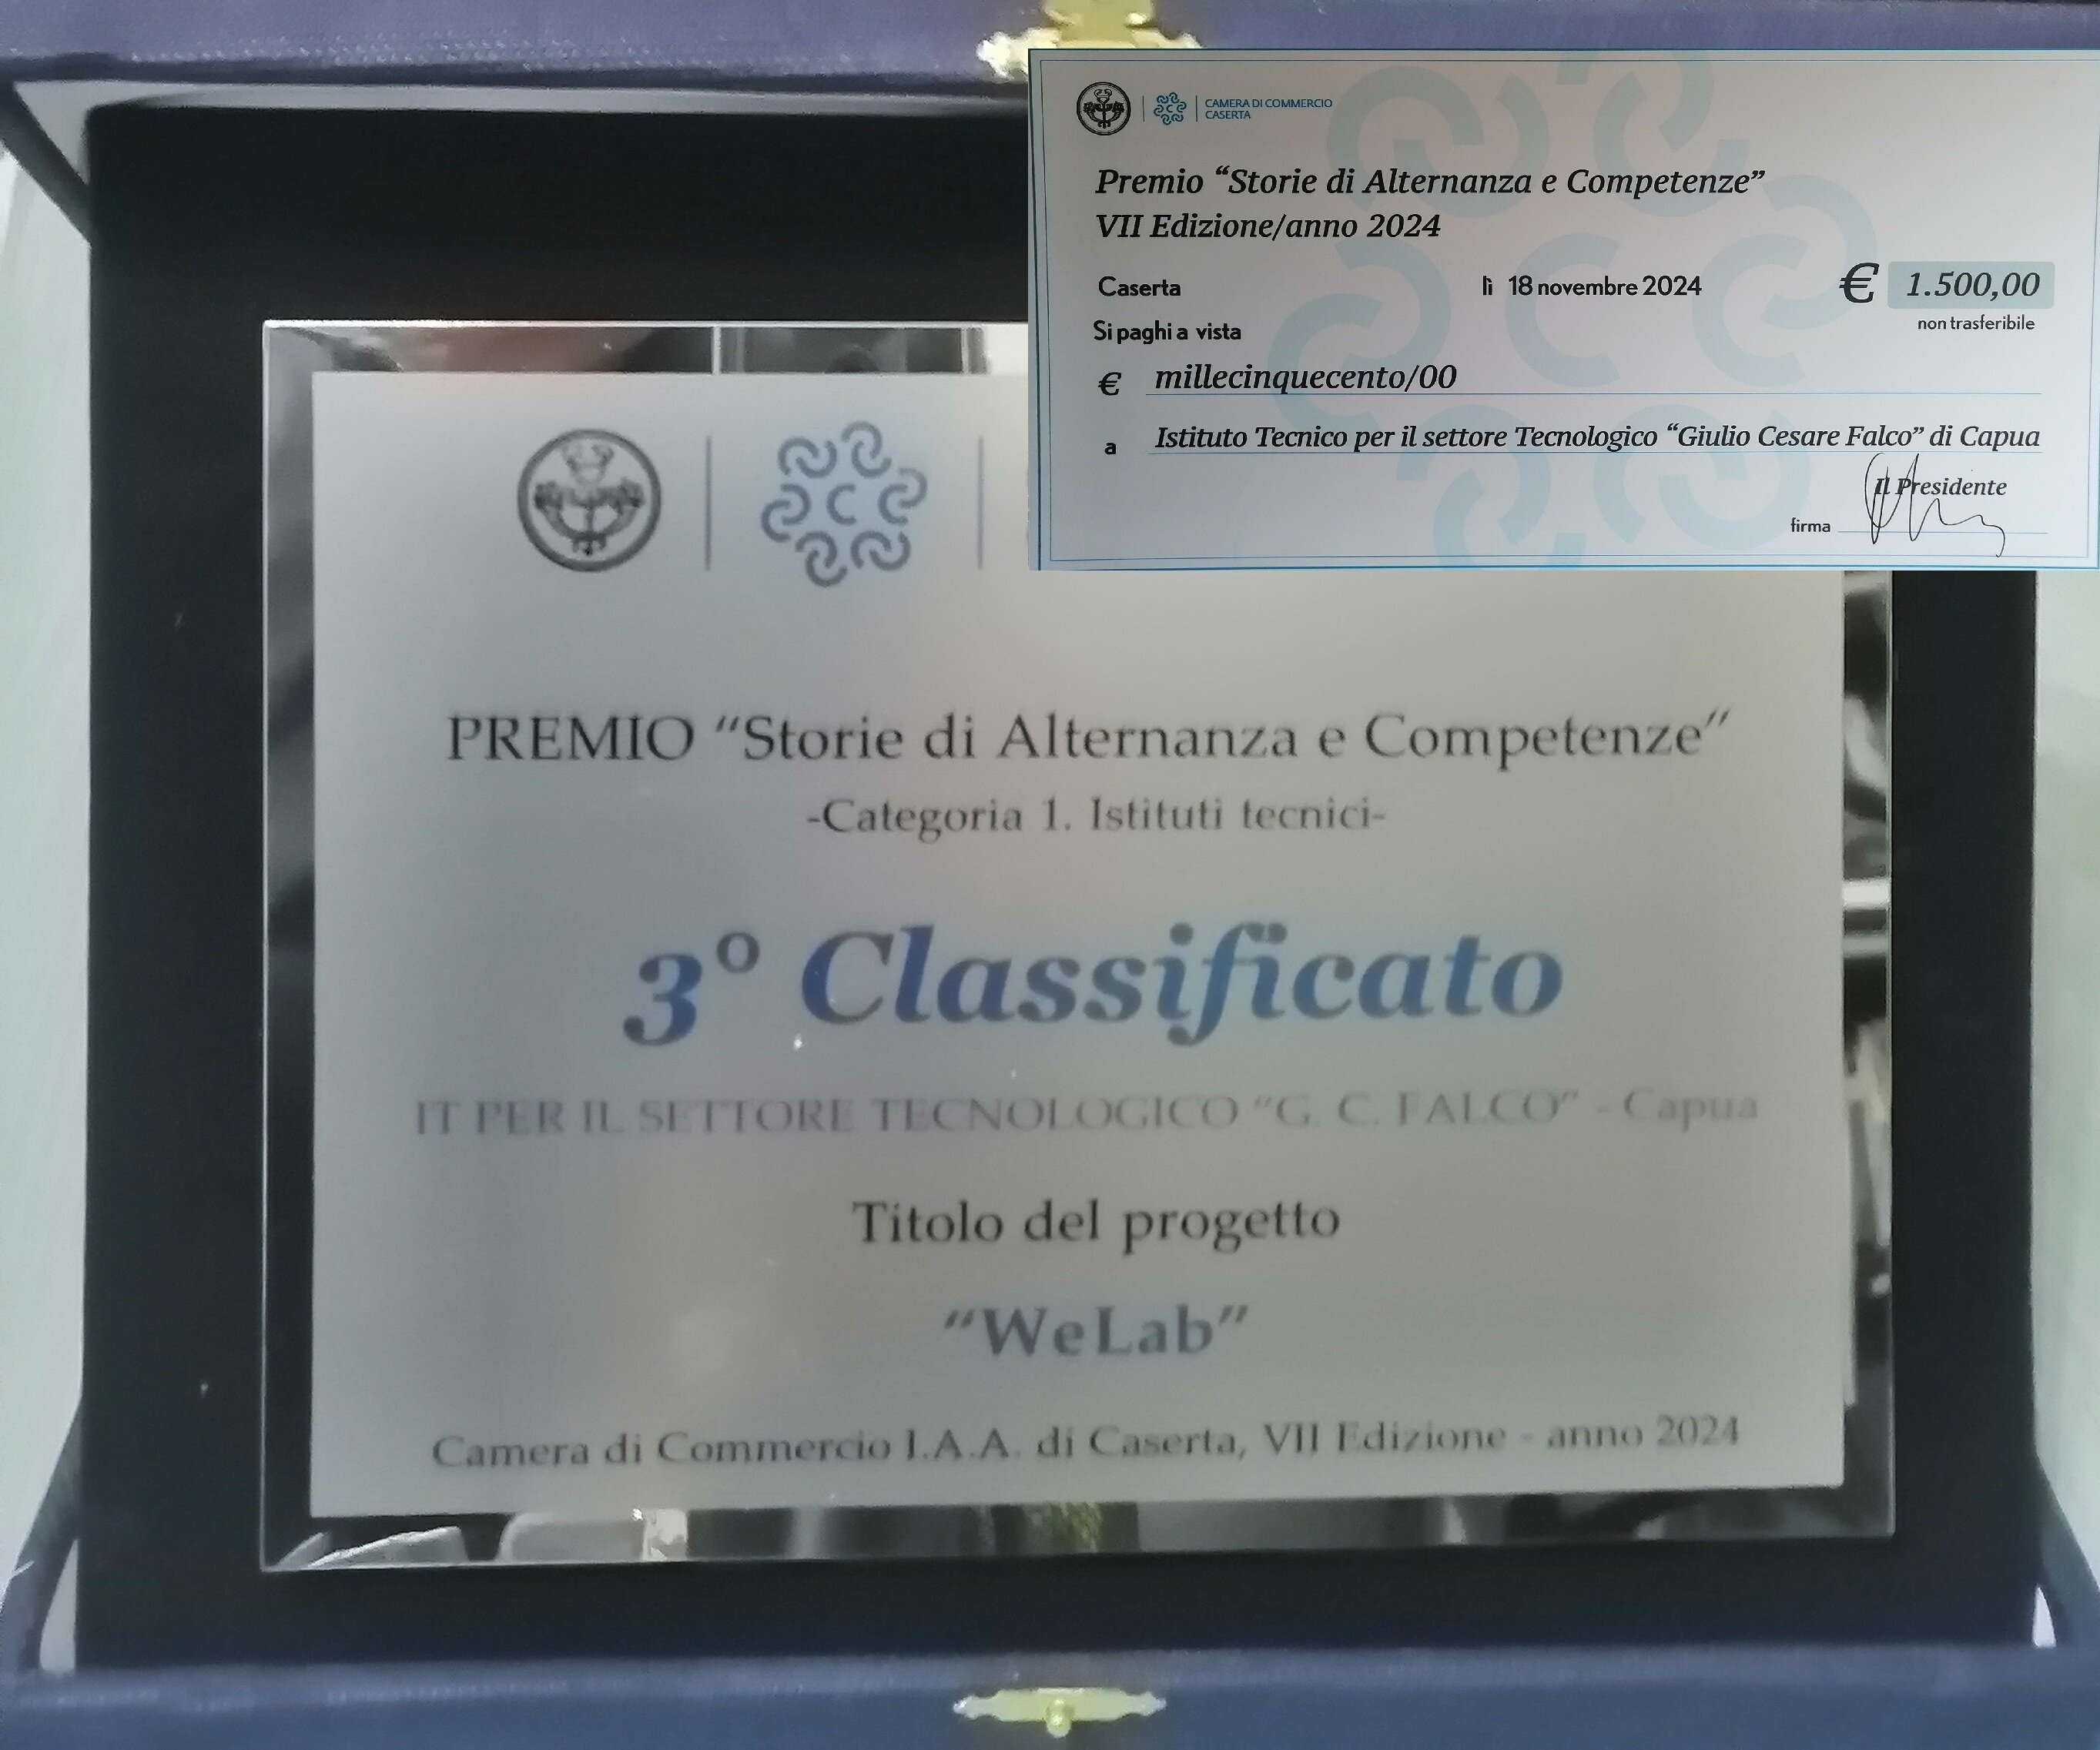 CAMERA DI COMMERCIO
CASERTA
Premio “Storie di Alternanza e Competenze”
VII Edizione/anno 2024
Caserta lì 18 novembre 2024 € 1.500,00
non trasferibile
Si paghi a vista
€ millecinquecento/00
a Istituto Tecnico per il settore Tecnologico “Giulio Cesare Falco” di Capua
Il Presidente
firma
PREMIO “Storie di Alternanza e Competenze”
-Categoria 1. Istituti tecnici-
3° Classificato
IT PER IL SETTORE TECNOLOGICO “G. C. FALCO” - Capua
Titolo del progetto
“WeLab”
Camera di Commercio I.A.A. di Caserta, VII Edizione - anno 2024